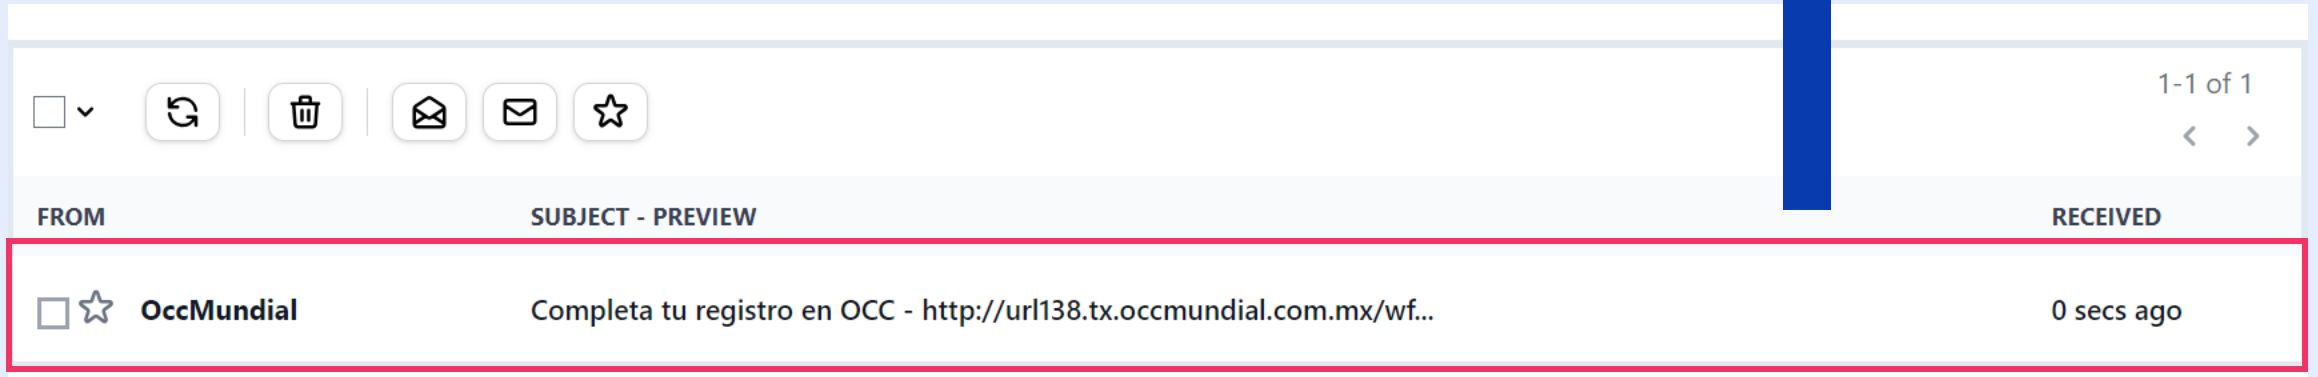 1-1 of 1
FROM SUBJECT - PREVIEW RECEIVED
OccMundial Completa tu registro en OCC - http://url138.tx.occmundial.com.mx/wf... 0 secs ago